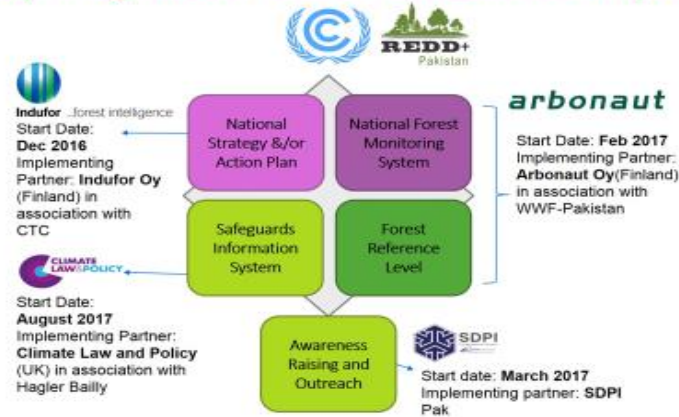 REDD+
Pakistan
Indufor ...forest intelligence
Start Date:
Dec 2016
Implementing
Partner: Indufor Oy
(Finland) in
association with
CTC
National
Strategy &/or
Action Plan
National Forest
Monitoring
System
arbonaut
Start Date: Feb 2017
Implementing Partner:
Arbonaut Oy(Finland)
in association with
WWF-Pakistan
Safeguards
Information
System
Forest
Reference
Level
CLIMATE
LAW&POLICY
Start Date:
August 2017
Implementing Partner:
Climate Law and Policy
(UK) in association with
Hagler Bailly
Awareness
Raising and
Outreach
SDPI
Start date: March 2017
Implementing partner: SDPI
Pak